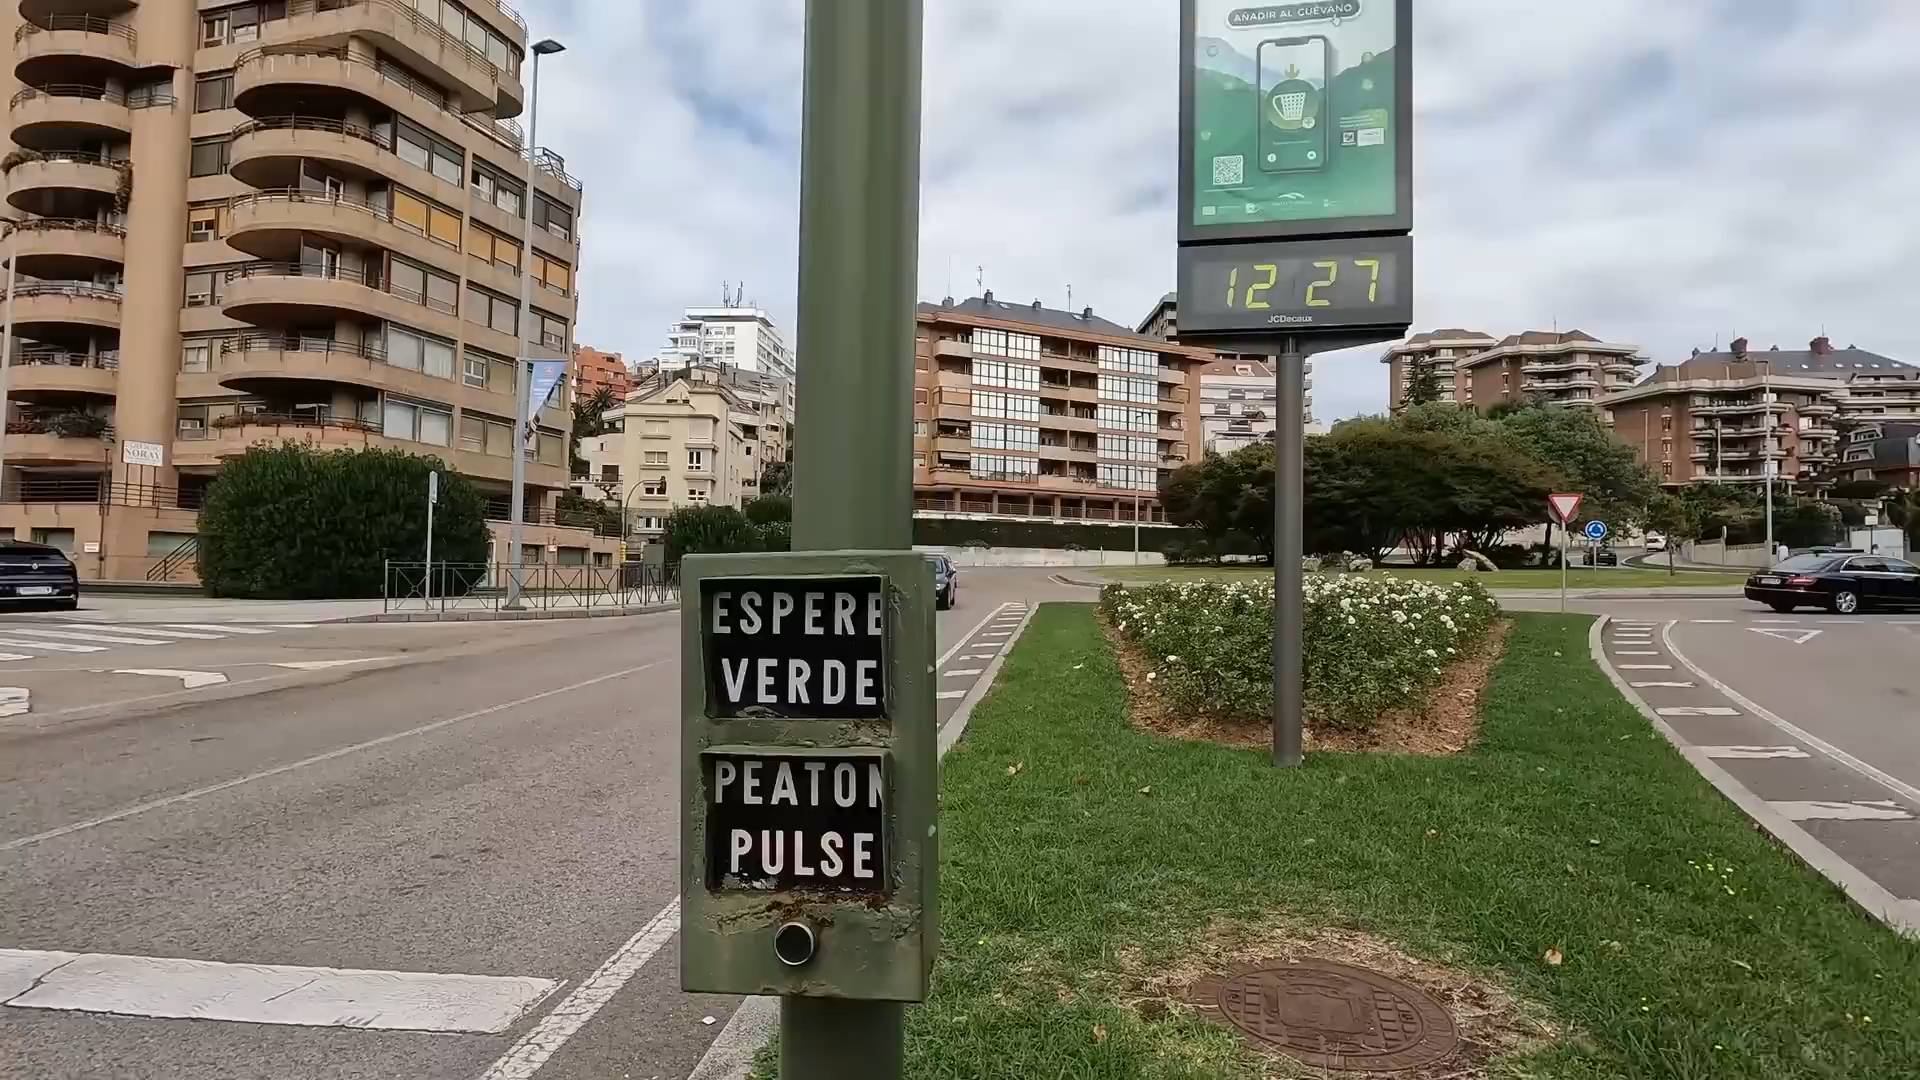 AÑADIR AL CUÉVANO
12 27
JCDecaux
NORAY
ESPERE
VERDE
PEATON
PULSE